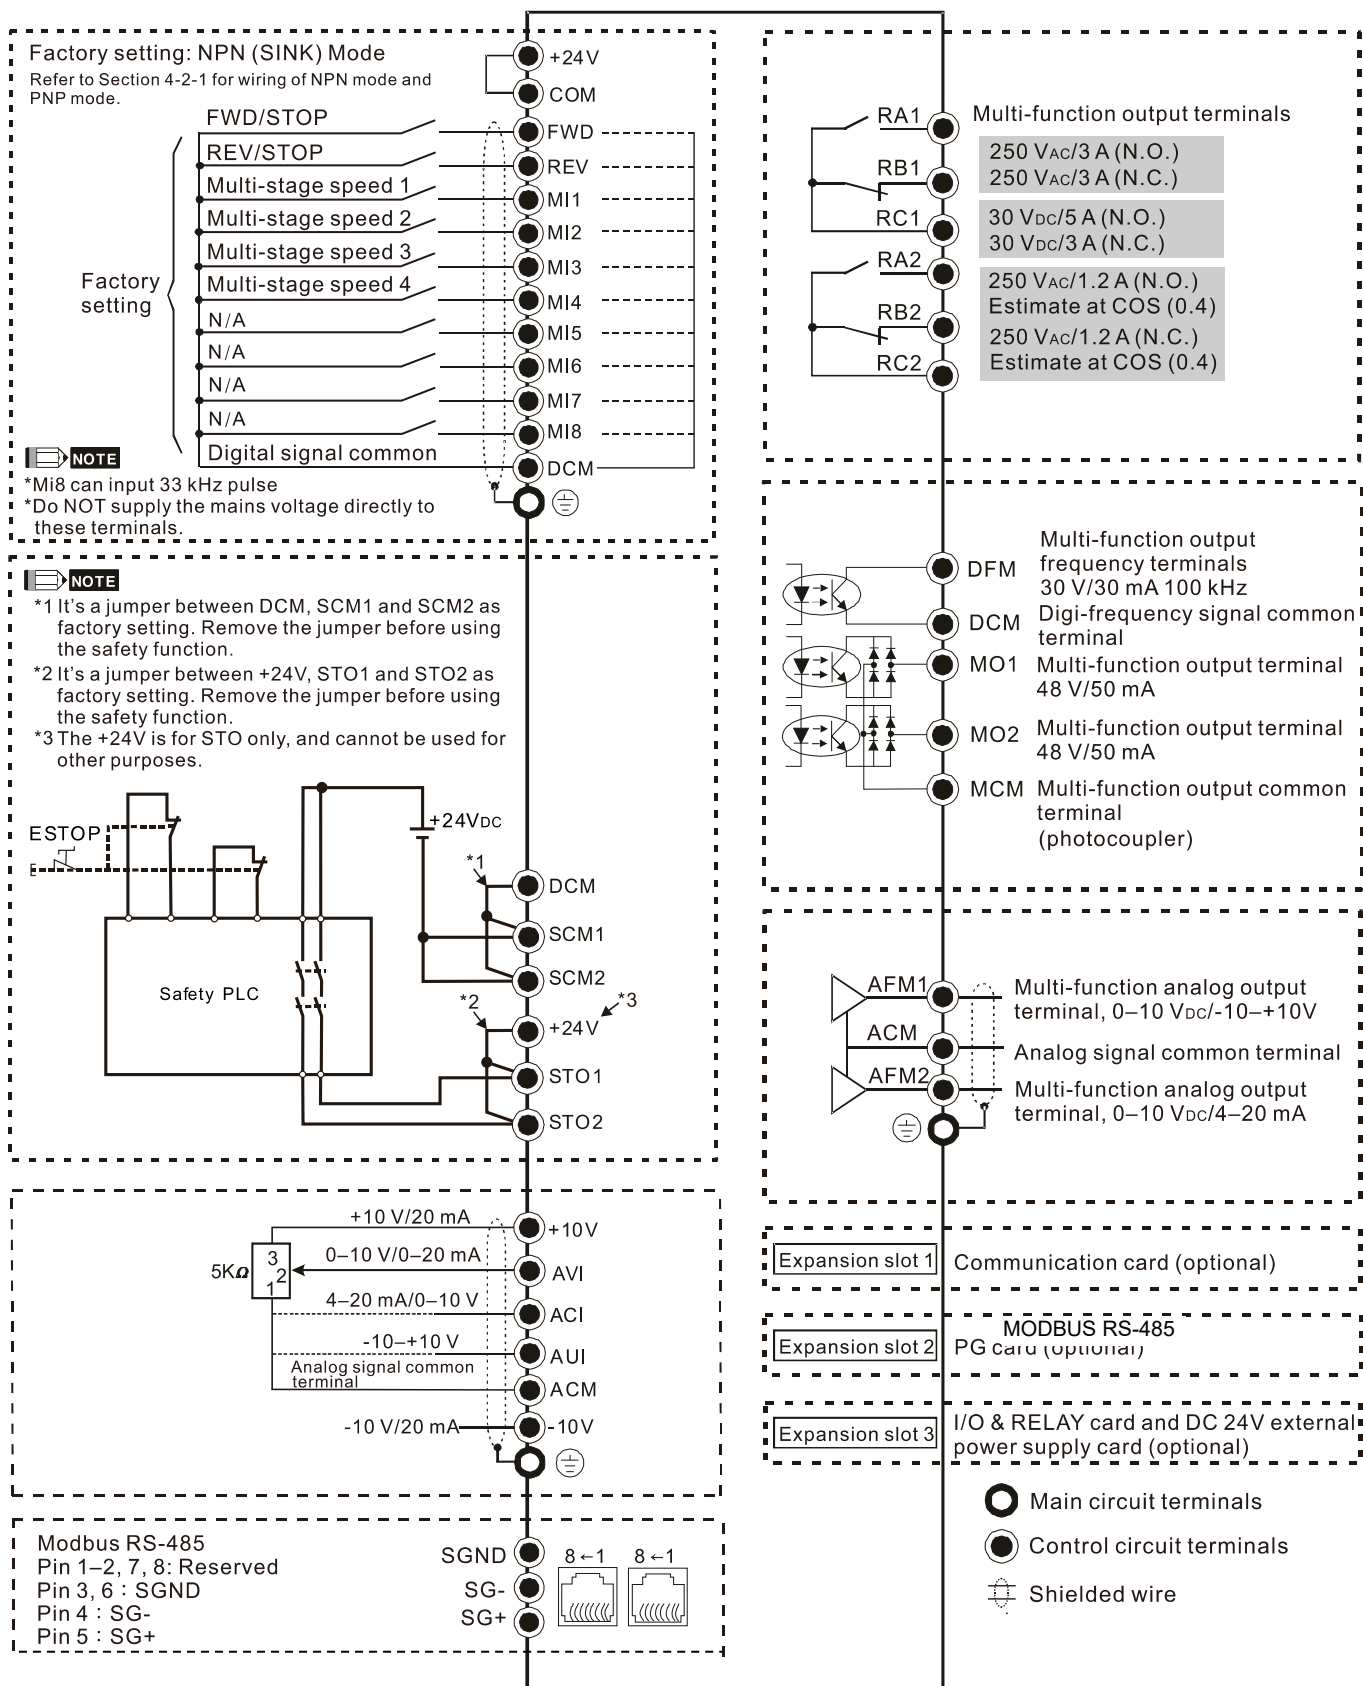 Factory setting: NPN (SINK) Mode
Refer to Section 4-2-1 for wiring of NPN mode and
PNP mode.
+24V
COM
FWD/STOP
FWD
REV/STOP
REV
Multi-stage speed 1
MI1
Multi-stage speed 2
MI2
Multi-stage speed 3
MI3
Multi-stage speed 4
MI4
Factory
setting
N/A
MI5
N/A
MI6
N/A
MI7
N/A
MI8
Digital signal common
DCM
NOTE
*Mi8 can input 33 kHz pulse
*Do NOT supply the mains voltage directly to
these terminals.
NOTE
*1 It's a jumper between DCM, SCM1 and SCM2 as
factory setting. Remove the jumper before using
the safety function.
*2 It's a jumper between +24V, STO1 and STO2 as
factory setting. Remove the jumper before using
the safety function.
*3 The +24V is for STO only, and cannot be used for
other purposes.
ESTOP
+24VDC
*1
DCM
SCM1
SCM2
Safety PLC
*2
*3
+24V
STO1
STO2
+10 V/20 mA
+10V
5KΩ
3
2
1
0–10 V/0–20 mA
AVI
4–20 mA/0–10 V
ACI
-10–+10 V
AUI
Analog signal common
terminal
ACM
-10 V/20 mA
-10V
Modbus RS-485
Pin 1–2, 7, 8: Reserved
Pin 3, 6 : SGND
Pin 4 : SG-
Pin 5 : SG+
SGND
SG-
SG+
8←1
8←1
RA1
Multi-function output terminals
250 VAC/3 A (N.O.)
250 VAC/3 A (N.C.)
RB1
RC1
30 VDC/5 A (N.O.)
30 VDC/3 A (N.C.)
RA2
250 VAC/1.2 A (N.O.)
Estimate at COS (0.4)
RB2
250 VAC/1.2 A (N.C.)
Estimate at COS (0.4)
RC2
DFM
Multi-function output
frequency terminals
30 V/30 mA 100 kHz
DCM
Digi-frequency signal common
terminal
MO1
Multi-function output terminal
48 V/50 mA
MO2
Multi-function output terminal
48 V/50 mA
MCM
Multi-function output common
terminal
(photocoupler)
AFM1
Multi-function analog output
terminal, 0–10 VDC/-10–+10V
ACM
Analog signal common terminal
AFM2
Multi-function analog output
terminal, 0–10 VDC/4–20 mA
Expansion slot 1
Communication card (optional)
MODBUS RS-485
Expansion slot 2
PG card (optional)
Expansion slot 3
I/O & RELAY card and DC 24V external
power supply card (optional)
Main circuit terminals
Control circuit terminals
Shielded wire